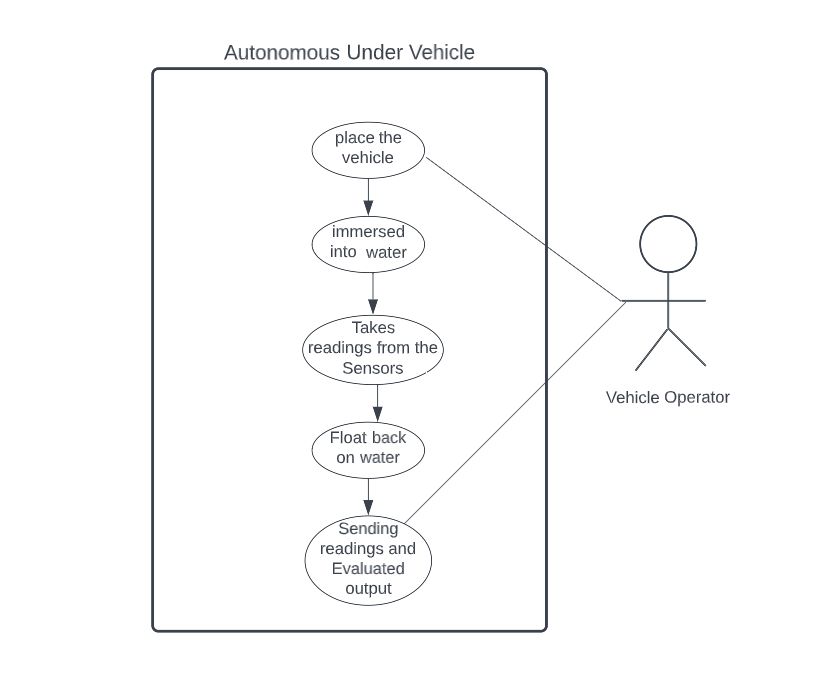 Autonomous Under Vehicle
place the
vehicle
immersed
into water
Takes
readings from the
Sensors
Float back
on water
Sending
readings and
Evaluated
output
Vehicle Operator